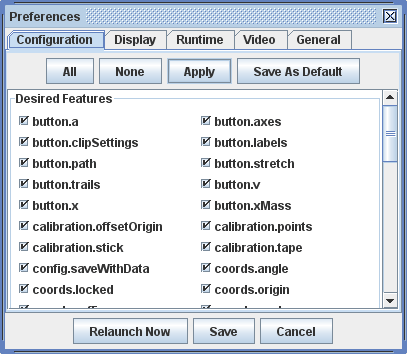 Preferences
Configuration Display Runtime Video General
All None Apply Save As Default
Desired Features
button.a button.axes
button.clipSettings button.labels
button.path button.stretch
button.trails button.v
button.x button.xMass
calibration.offsetOrigin calibration.points
calibration.stick calibration.tape
config.saveWithData coords.angle
coords.locked coords.origin
Relaunch Now Save Cancel